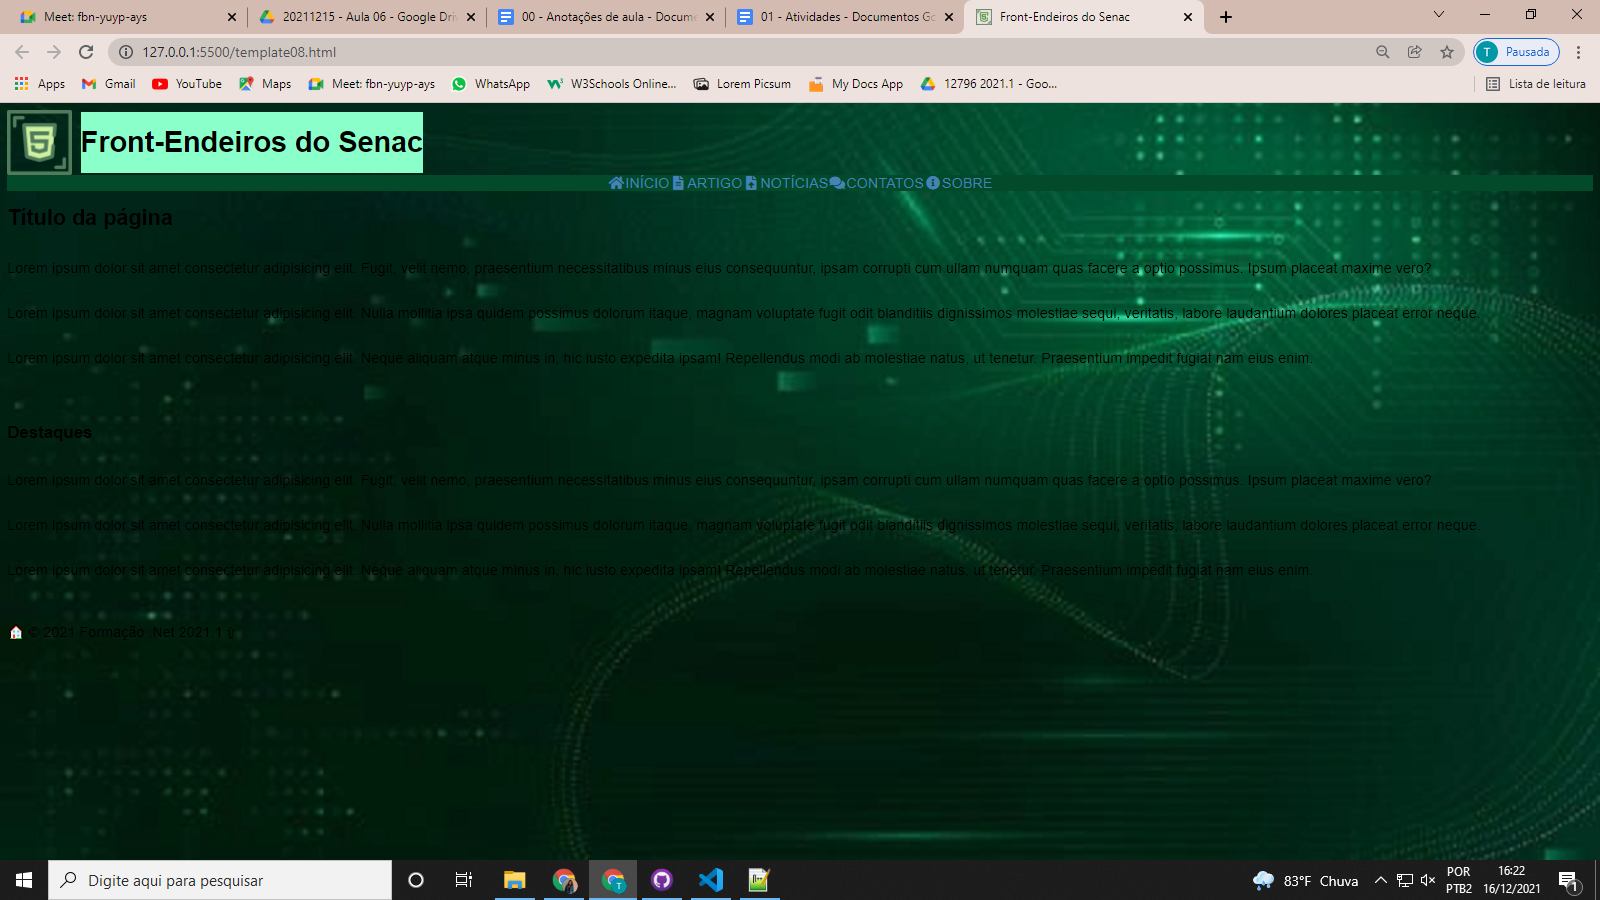 Meet: fbn-yuyp-ays
20211215 - Aula 06 - Google Dri
00 - Anotações de aula - Docume
01 - Atividades - Documentos Go
Front-Endeiros do Senac
127.0.0.1:5500/template08.html
T
Pausada
Apps
Gmail
YouTube
Maps
Meet: fbn-yuyp-ays
WhatsApp
W3Schools Online...
Lorem Picsum
My Docs App
12796 2021.1 - Goo...
Lista de leitura
Front-Endeiros do Senac
INÍCIO ARTIGO NOTÍCIAS CONTATOS SOBRE
Título da página
Lorem ipsum dolor sit amet consectetur adipisicing elit. Fugit, velit nemo, praesentium necessitatibus minus eius consequuntur, ipsam corrupti cum ullam numquam quas facere a optio possimus. Ipsum placeat maxime vero?
Lorem ipsum dolor sit amet consectetur adipisicing elit. Nulla mollitia ipsa quidem possimus dolorum itaque, magnam voluptate fugit odit blanditiis dignissimos molestiae sequi, veritatis, labore laudantium dolores placeat error neque.
Lorem ipsum dolor sit amet consectetur adipisicing elit. Neque aliquam atque minus in, hic iusto expedita ipsam! Repellendus modi ab molestiae natus, ut tenetur. Praesentium impedit fugiat nam eius enim.
Destaques
Lorem ipsum dolor sit amet consectetur adipisicing elit. Fugit, velit nemo, praesentium necessitatibus minus eius consequuntur, ipsam corrupti cum ullam numquam quas facere a optio possimus. Ipsum placeat maxime vero?
Lorem ipsum dolor sit amet consectetur adipisicing elit. Nulla mollitia ipsa quidem possimus dolorum itaque, magnam voluptate fugit odit blanditiis dignissimos molestiae sequi, veritatis, labore laudantium dolores placeat error neque.
Lorem ipsum dolor sit amet consectetur adipisicing elit. Neque aliquam atque minus in, hic iusto expedita ipsam! Repellendus modi ab molestiae natus, ut tenetur. Praesentium impedit fugiat nam eius enim.
© 2021 Formação .Net 2021.1
Digite aqui para pesquisar
T
83°F Chuva
POR
PTB2
16:22
16/12/2021
1